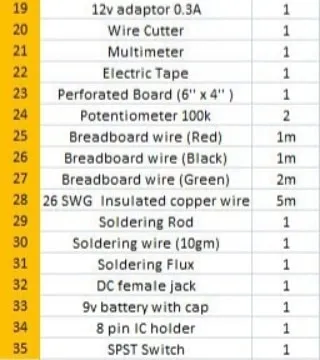 19 12v adaptor 0.3A 1
20 Wire Cutter 1
21 Multimeter 1
22 Electric Tape 1
23 Perforated Board (6" x 4" ) 1
24 Potentiometer 100k 2
25 Breadboard wire (Red) 1m
26 Breadboard wire (Black) 1m
27 Breadboard wire (Green) 2m
28 26 SWG Insulated copper wire 5m
29 Soldering Rod 1
30 Soldering wire (10gm) 1
31 Soldering Flux 1
32 DC female jack 1
33 9v battery with cap 1
34 8 pin IC holder 1
35 SPST Switch 1